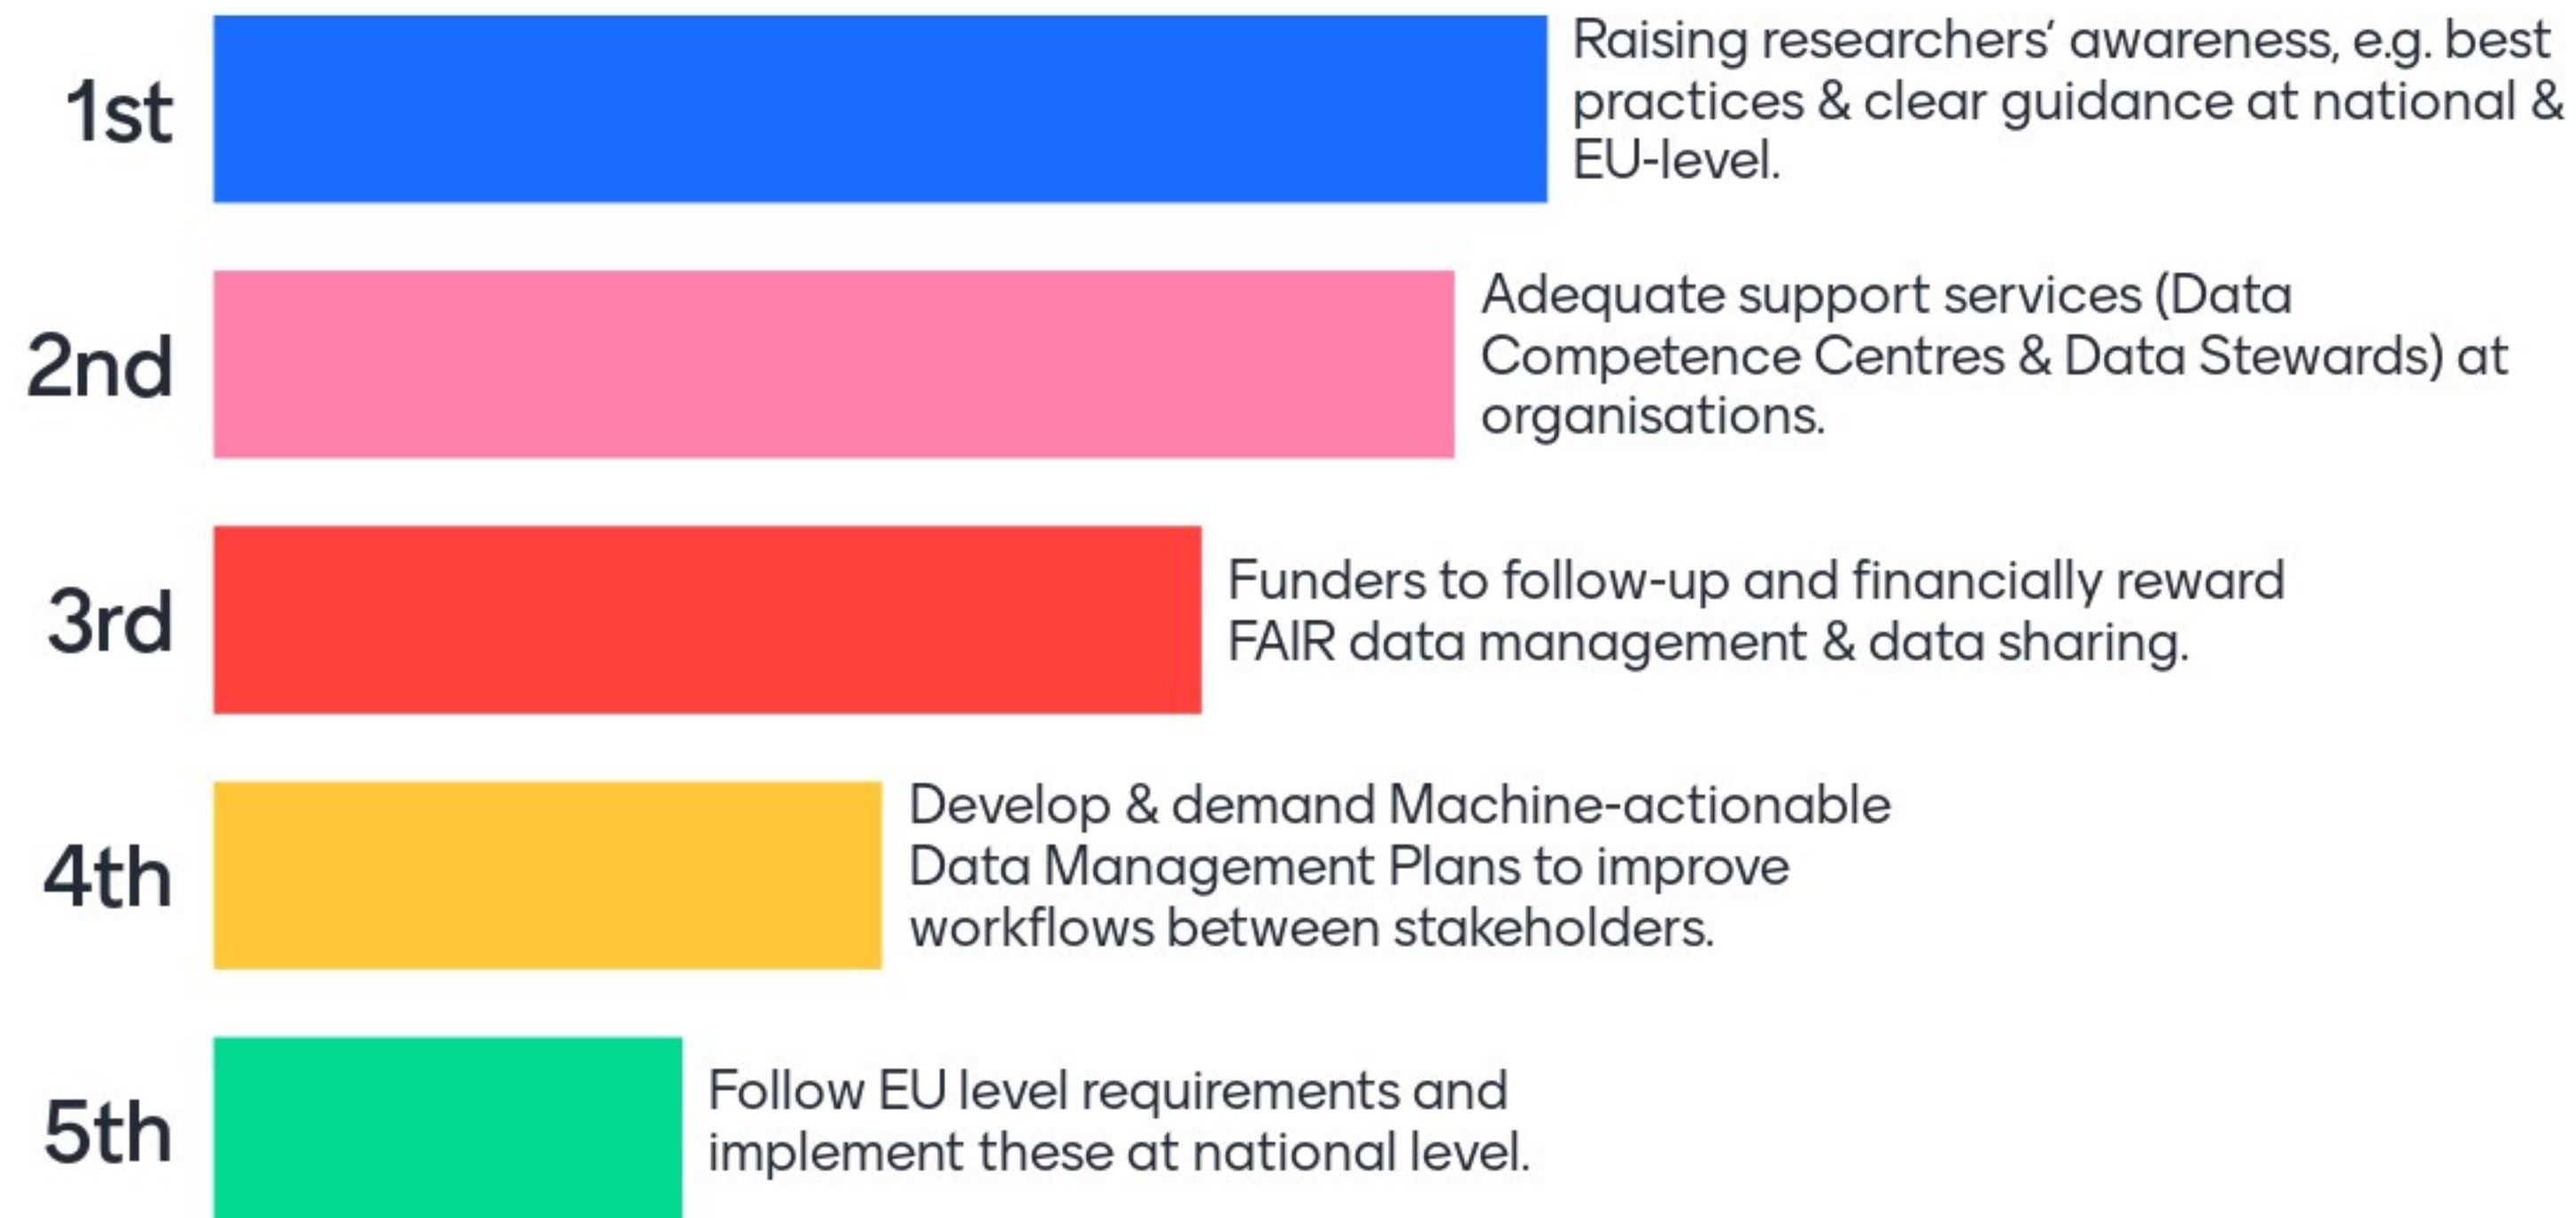 1st
Raising researchers’ awareness, e.g. best
practices & clear guidance at national &
EU-level.
2nd
Adequate support services (Data
Competence Centres & Data Stewards) at
organisations.
3rd
Funders to follow-up and financially reward
FAIR data management & data sharing.
4th
Develop & demand Machine-actionable
Data Management Plans to improve
workflows between stakeholders.
5th
Follow EU level requirements and
implement these at national level.